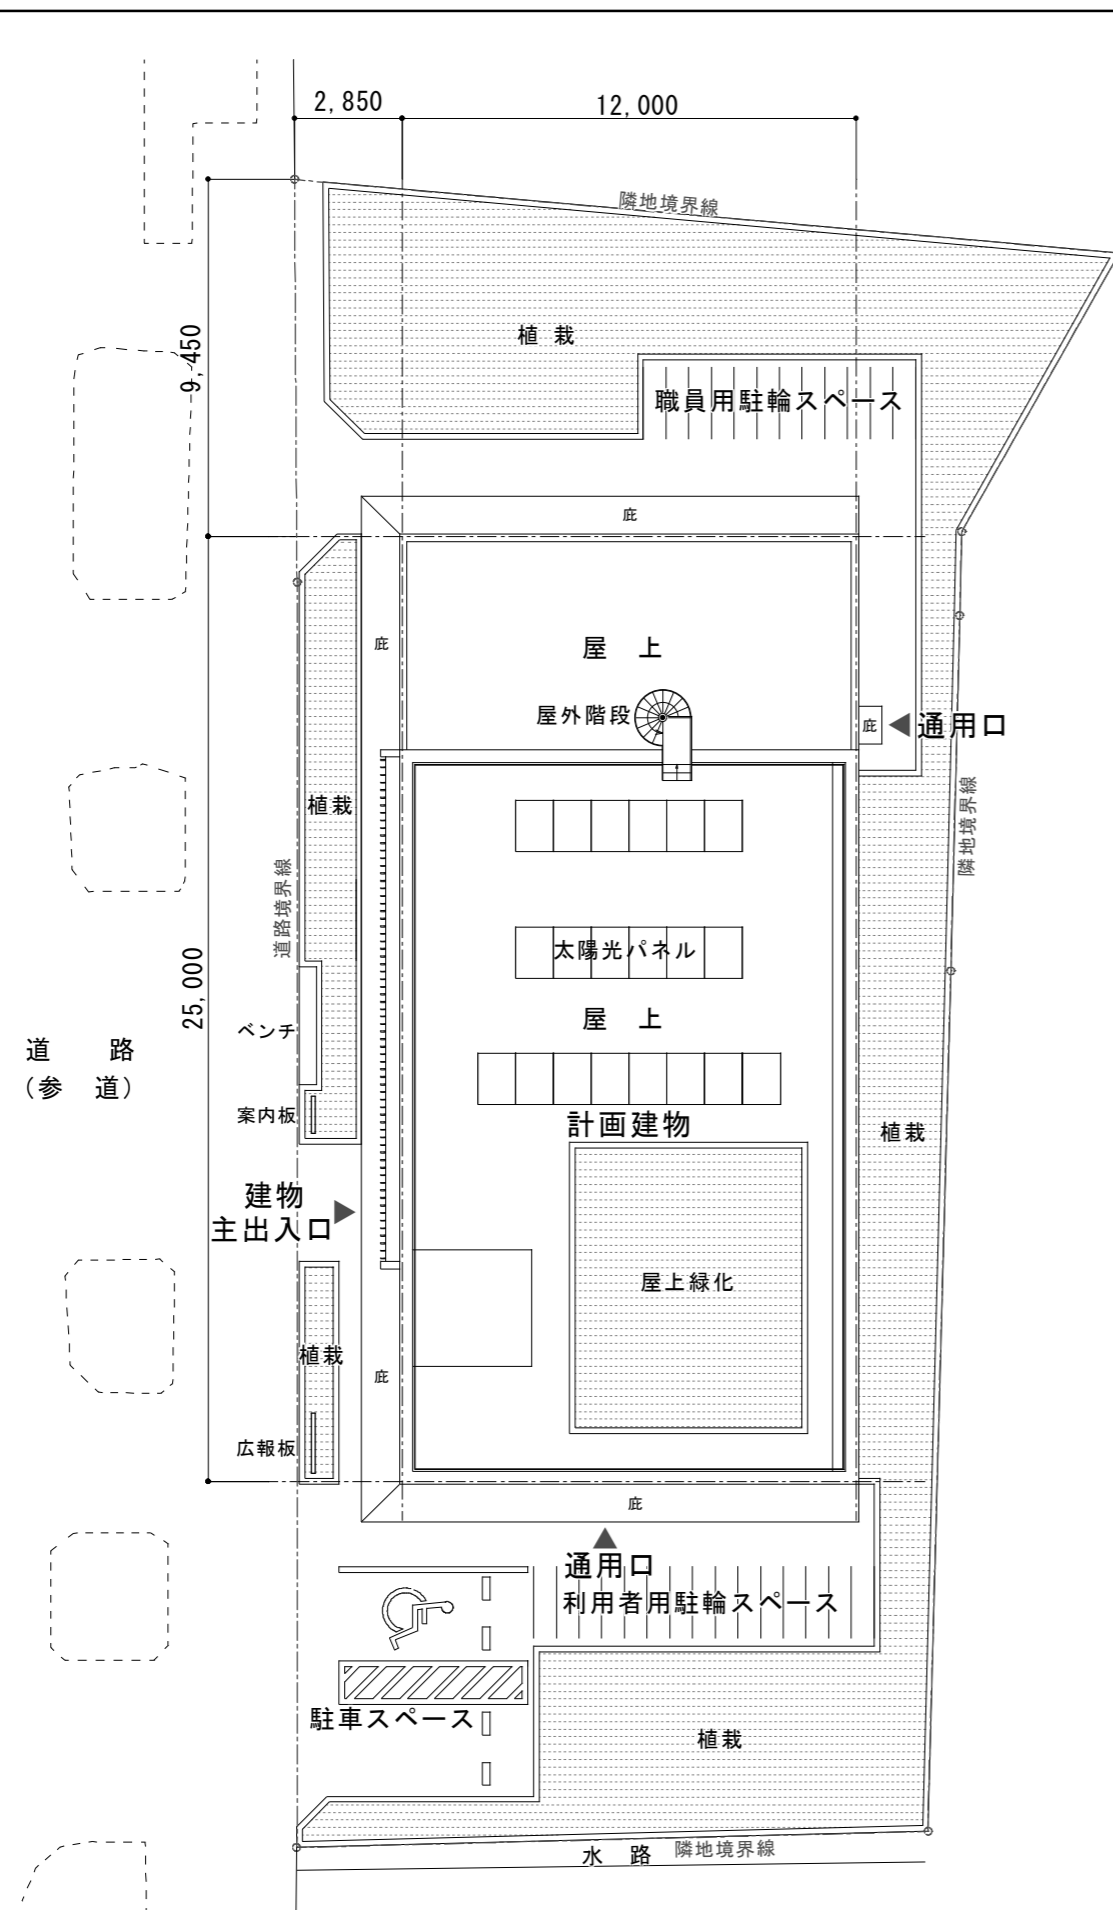 2,850
12,000
隣地境界線
9,450
植 栽
職員用駐輪スペース
庇
庇
屋 上
屋外階段
庇
通用口
植栽
道路境界線
隣地境界線
太陽光パネル
25,000
屋 上
ベンチ
道 路
(参 道)
案内板
計画建物
植栽
建物
主出入口
屋上緑化
植栽
庇
広報板
庇
通用口
利用者用駐輪スペース
駐車スペース
植栽
水 路
隣地境界線